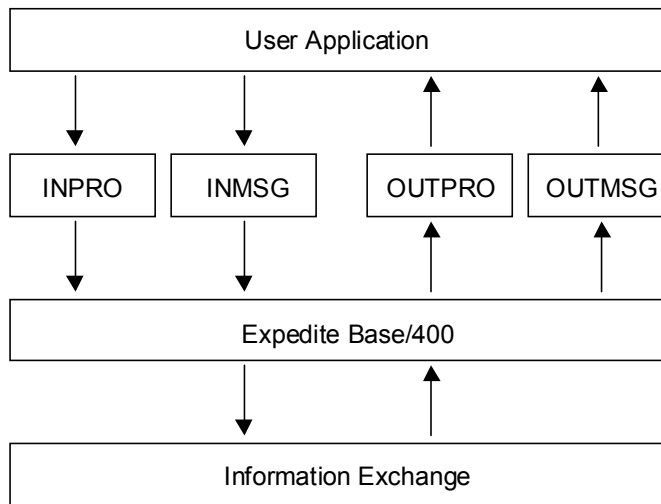 User Application
INPRO
INMSG
OUTPRO
OUTMSG
Expedite Base/400
Information Exchange